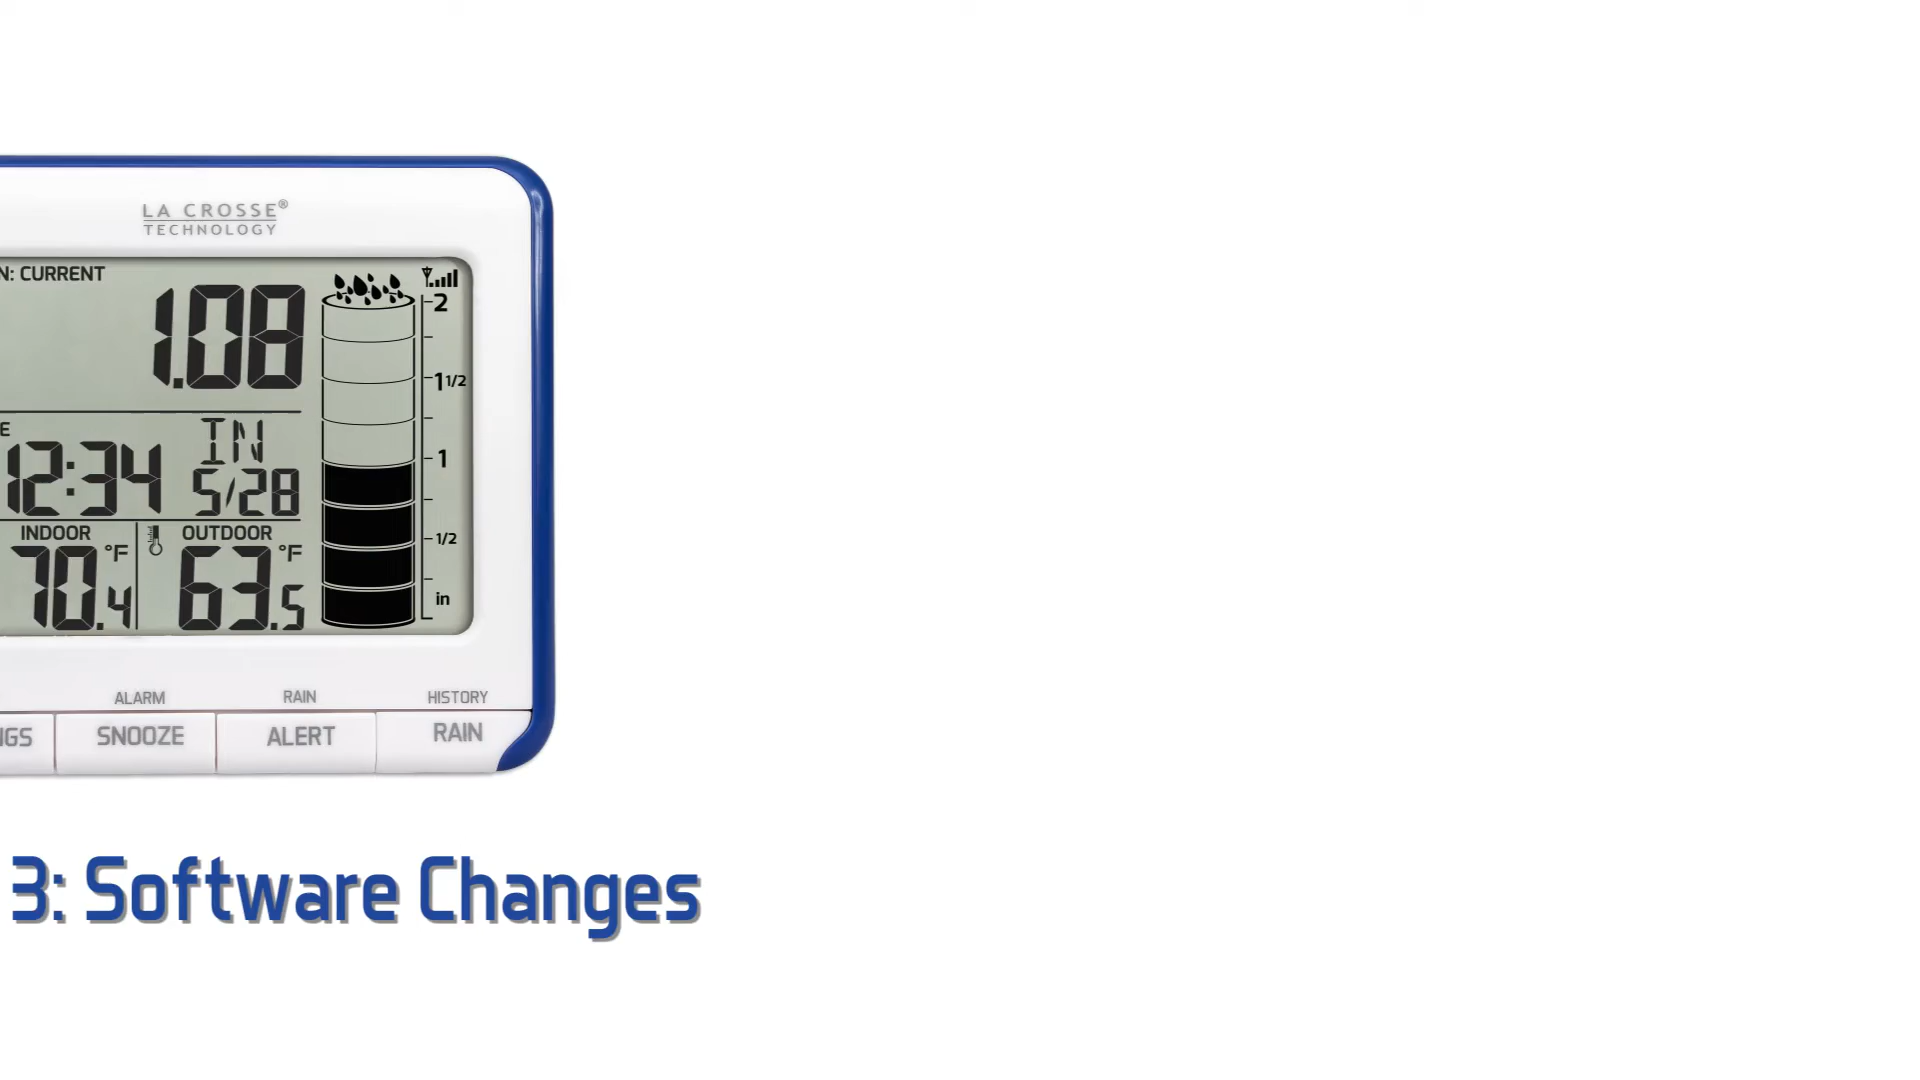 LA CROSSE®
TECHNOLOGY
N: CURRENT
1.08
2
1 1/2
1
1/2
in
E
12:34
IN
5/28
INDOOR
70.4 °F
OUTDOOR
63.5 °F
ALARM
RAIN
HISTORY
NGS
SNOOZE
ALERT
RAIN
3: Software Changes